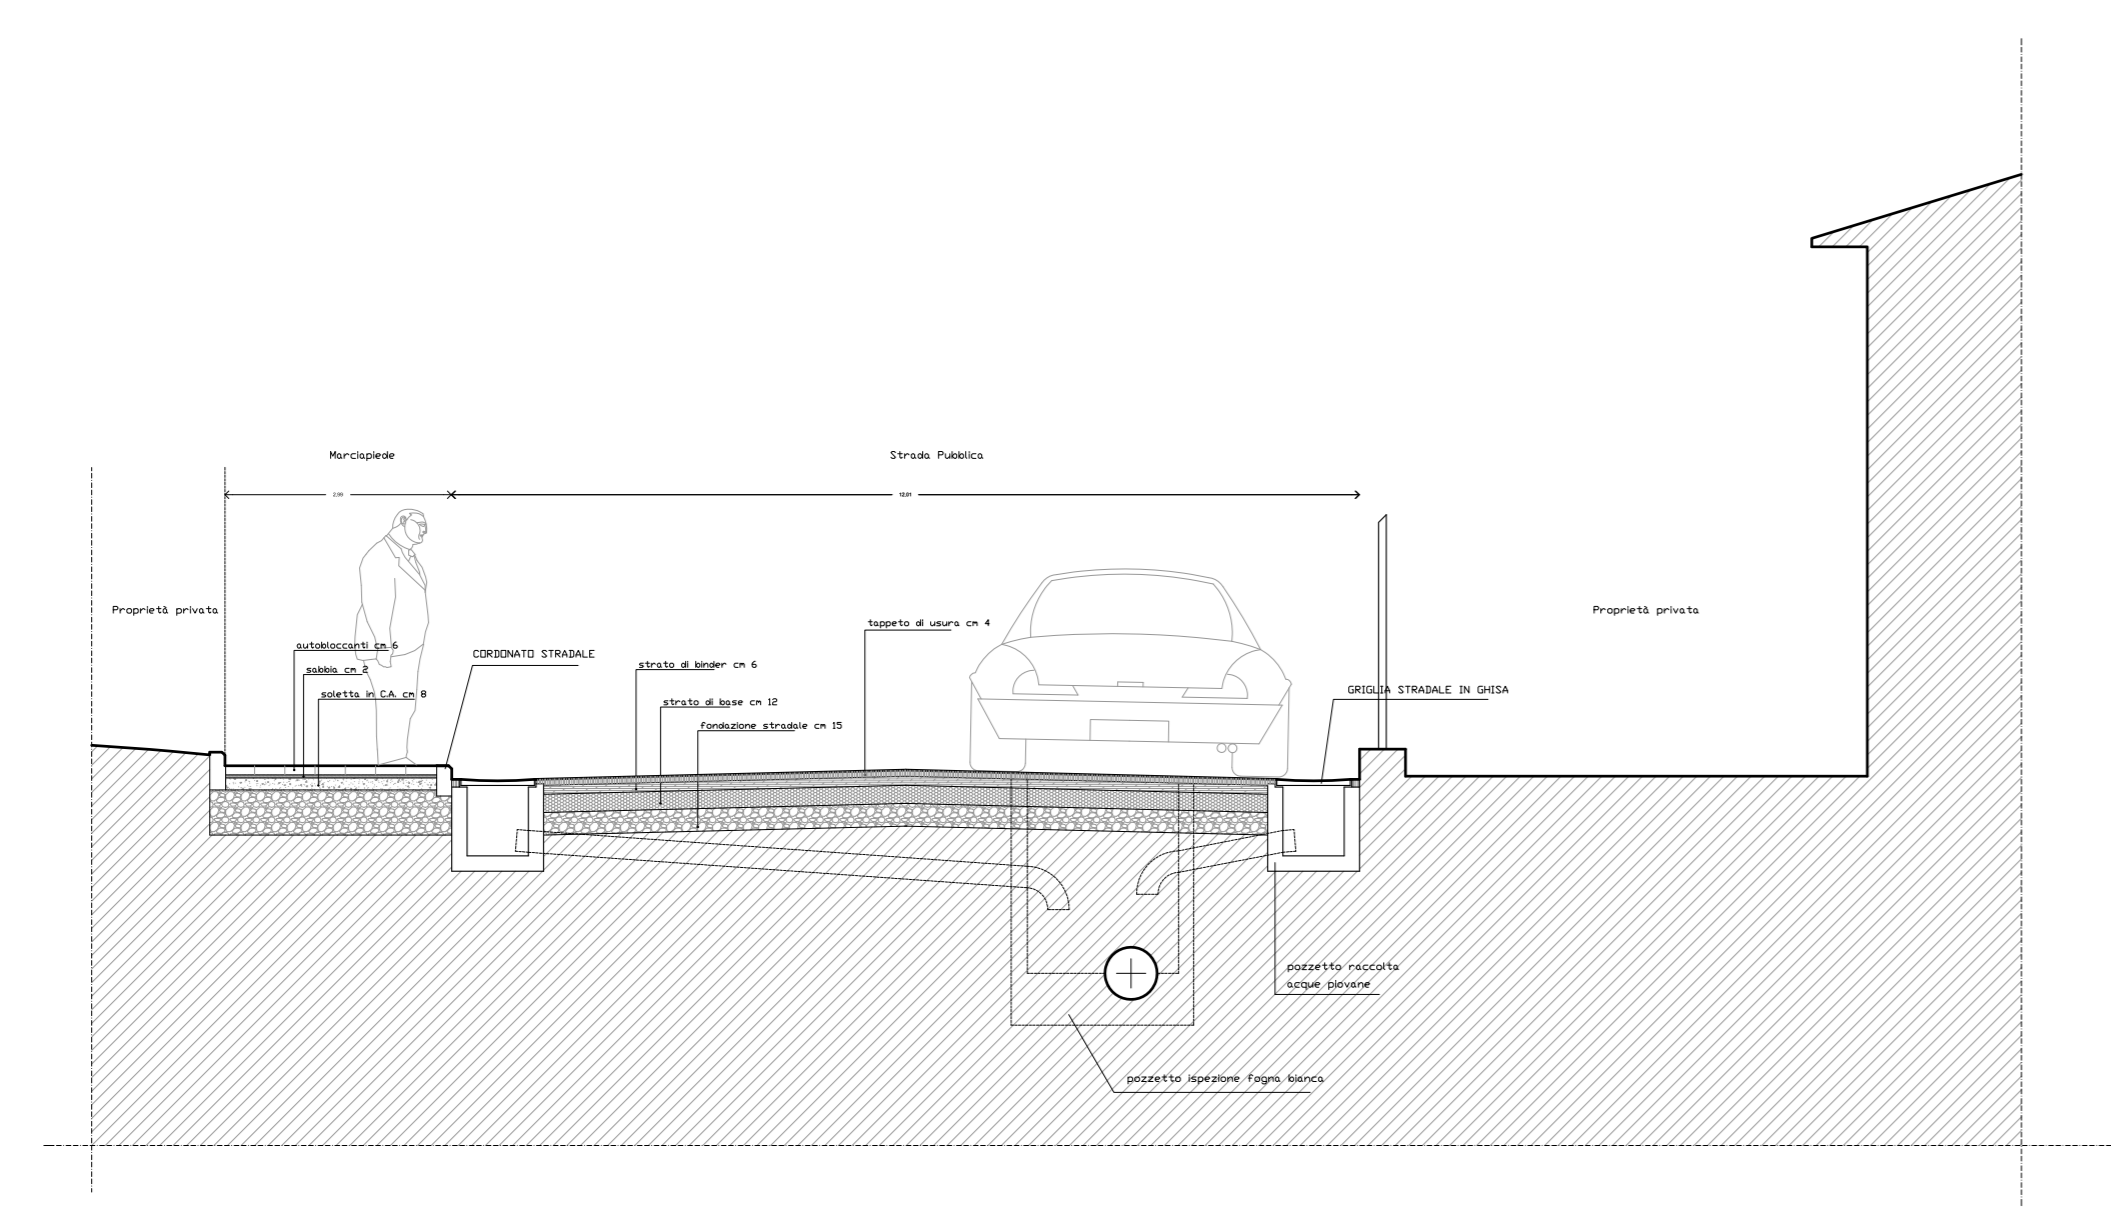 Marciapiede
Strada Pubblica
2,99
12,01
Proprietà privata
Proprietà privata
tappeto di usura cm 4
autobloccanti cm 6
CORDONATO STRADALE
strato di binder cm 6
sabbia cm 2
soletta in C.A. cm 8
GRIGLIA STRADALE IN GHISA
strato di base cm 12
fondazione stradale cm 15
pozzetto raccolta
acque piovane
pozzetto ispezione fogna bianca